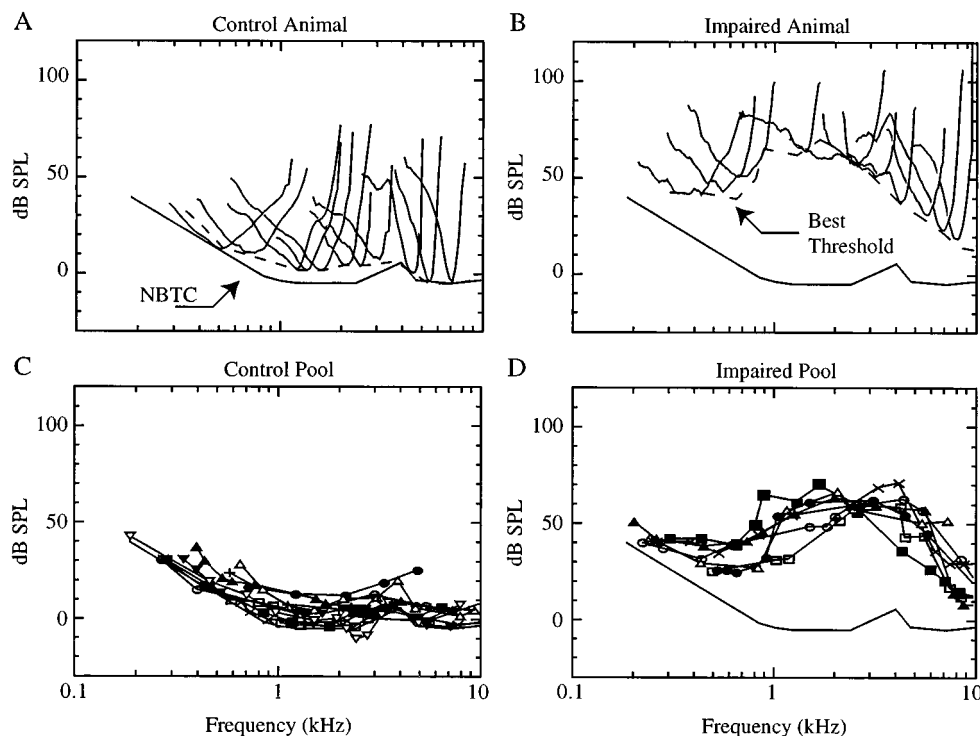 A
Control Animal
100
50
0
dB SPL
NBTC
B
Impaired Animal
100
50
0
dB SPL
Best
Threshold
C
Control Pool
100
50
0
dB SPL
0.1
1
10
Frequency (kHz)
D
Impaired Pool
100
50
0
dB SPL
0.1
1
10
Frequency (kHz)